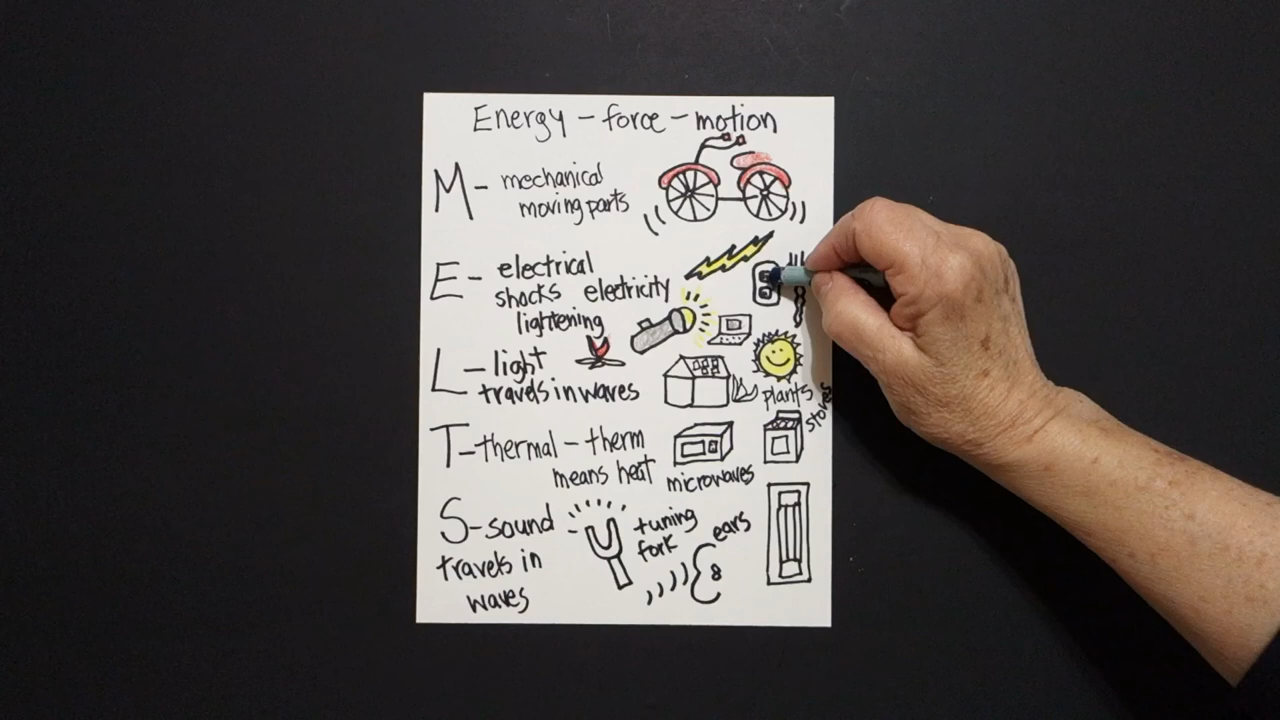 Energy - force - motion
M - mechanical
moving parts
E - electrical
shocks electricity
lightening
L - light
travels in waves
plants
stoves
T - thermal - therm
means heat
microwaves
S - sound
travels in
waves
tuning
fork
ears